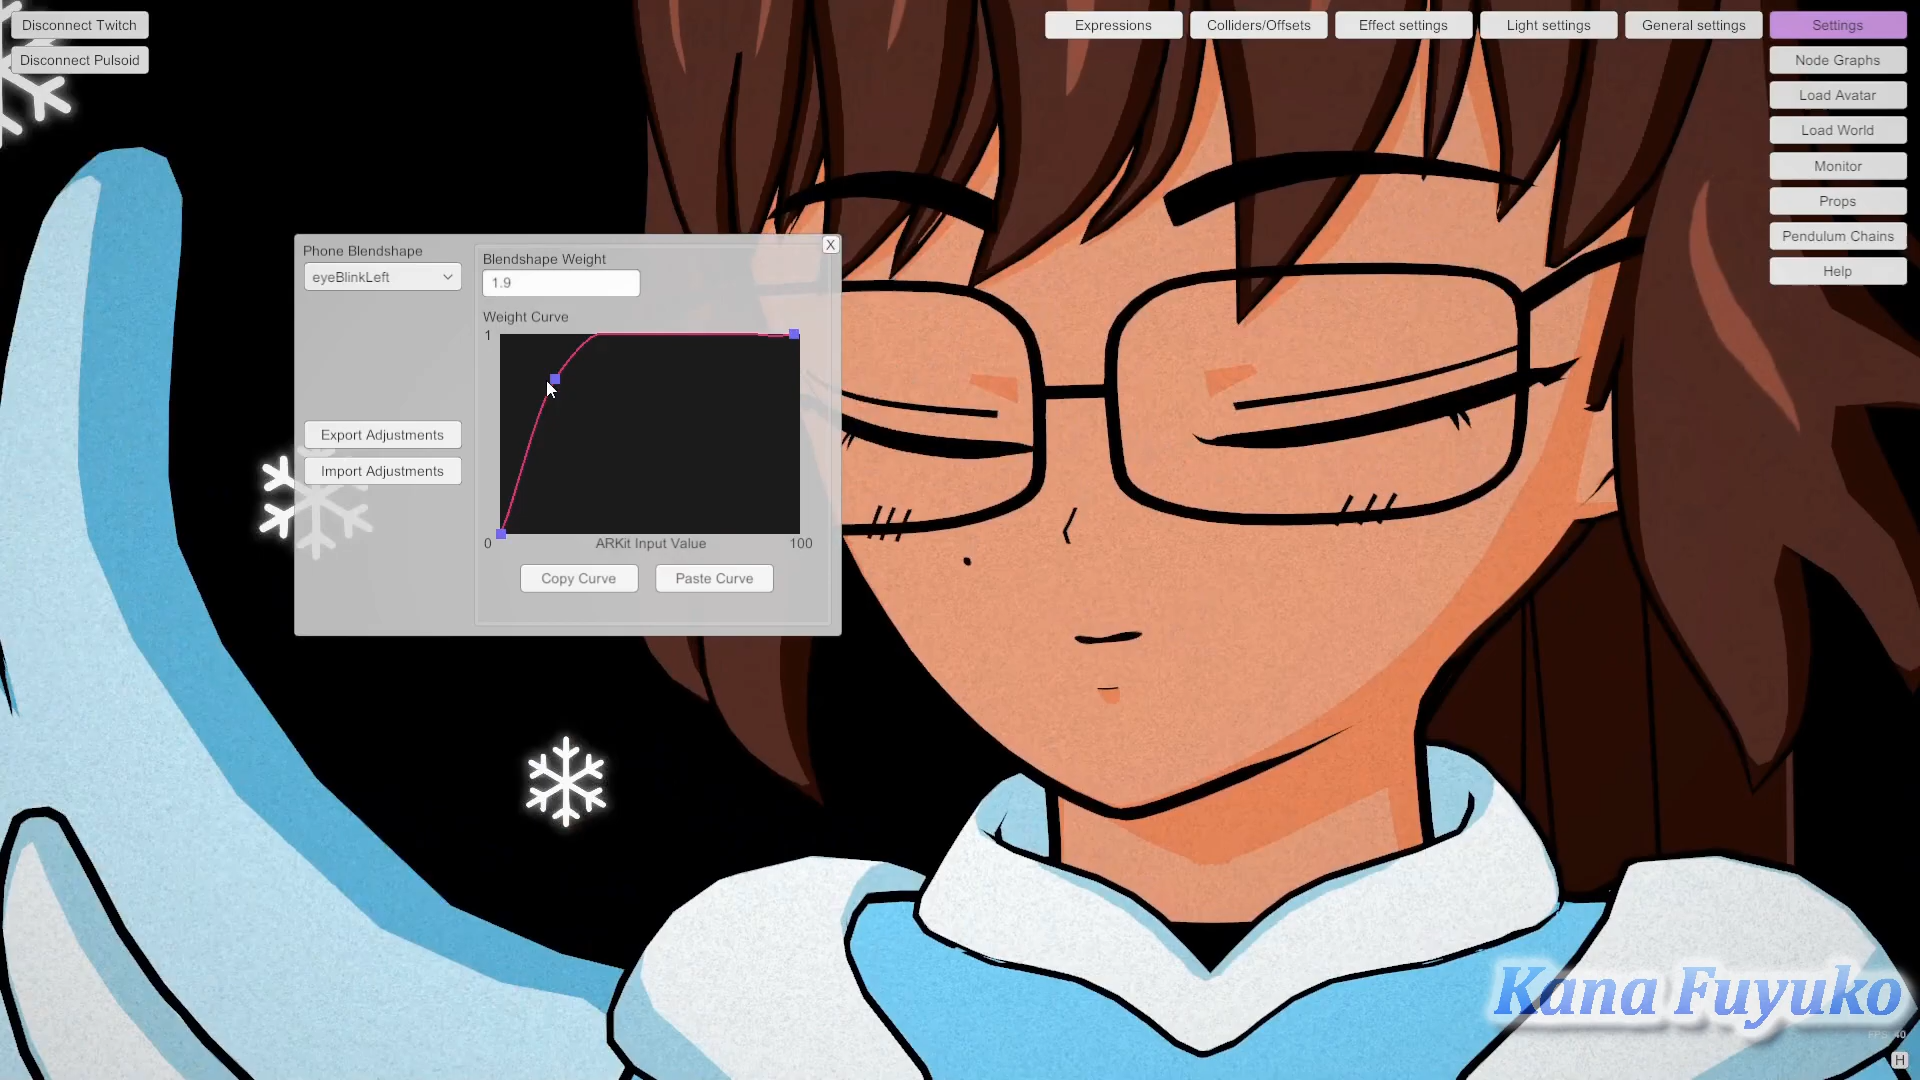 Disconnect Twitch
Disconnect Pulsoid
Expressions
Colliders/Offsets
Effect settings
Light settings
General settings
Settings
Node Graphs
Load Avatar
Load World
Monitor
Props
Pendulum Chains
Help
X
Phone Blendshape
eyeBlinkLeft
Export Adjustments
Import Adjustments
Blendshape Weight
1.9
Weight Curve
1
0
ARKit Input Value
100
Copy Curve
Paste Curve
Kana Fuyuko
FPS: 40
H